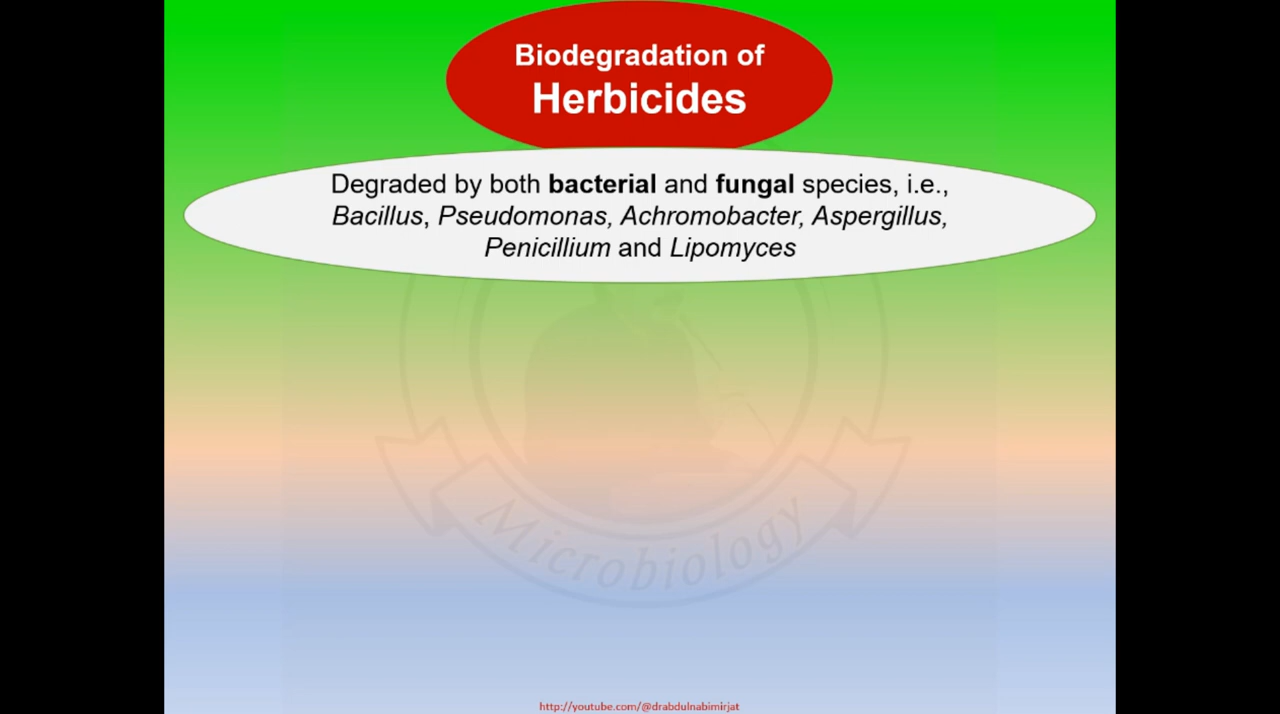 Biodegradation of
Herbicides
Degraded by both bacterial and fungal species, i.e.,
Bacillus, Pseudomonas, Achromobacter, Aspergillus,
Penicillium and Lipomyces
Microbiology
http://youtube.com/@drabdulnabimirjat